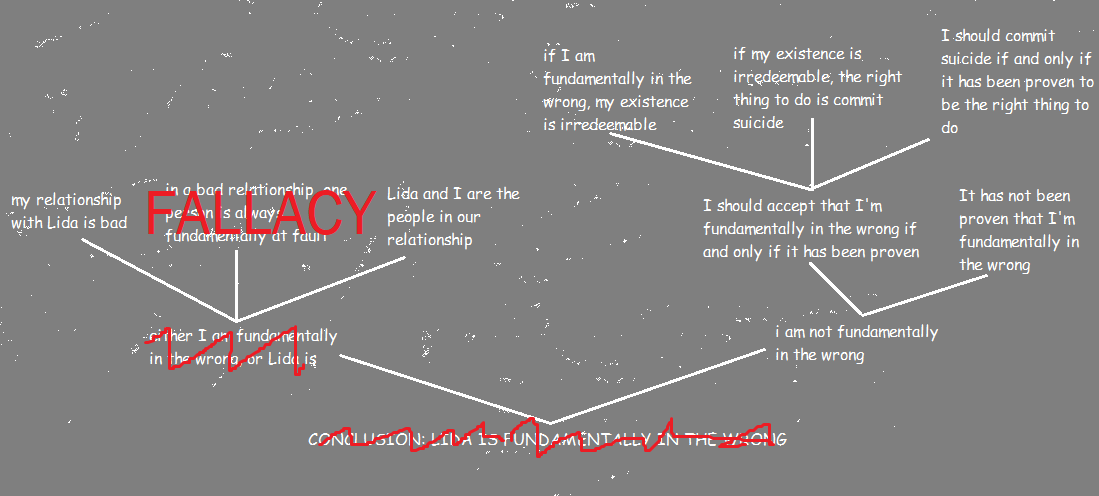 if I am
fundamentally in the
wrong, my existence
is irredeemable
if my existence is
irredeemable, the right
thing to do is commit
suicide
I should commit
suicide if and only if
it has been proven to
be the right thing to
do
my relationship
with Lida is bad
in a bad relationship one
person is always
fundamentally at fault
FALLACY
Lida and I are the
people in our
relationship
I should accept that I'm
fundamentally in the wrong if
and only if it has been proven
It has not been
proven that I'm
fundamentally in
the wrong
either I am fundamentally
in the wrong or Lida is
i am not fundamentally
in the wrong
CONCLUSION: LIDA IS FUNDAMENTALLY IN THE WRONG